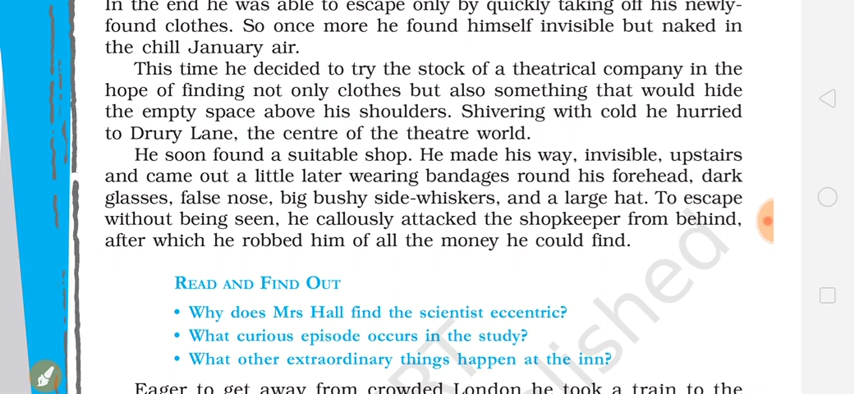 In the end he was able to escape only by quickly taking off his newly-
found clothes. So once more he found himself invisible but naked in
the chill January air.
This time he decided to try the stock of a theatrical company in the
hope of finding not only clothes but also something that would hide
the empty space above his shoulders. Shivering with cold he hurried
to Drury Lane, the centre of the theatre world.
He soon found a suitable shop. He made his way, invisible, upstairs
and came out a little later wearing bandages round his forehead, dark
glasses, false nose, big bushy side-whiskers, and a large hat. To escape
without being seen, he callously attacked the shopkeeper from behind,
after which he robbed him of all the money he could find.
READ AND FIND OUT
• Why does Mrs Hall find the scientist eccentric?
• What curious episode occurs in the study?
• What other extraordinary things happen at the inn?
Eager to get away from crowded London he took a train to the